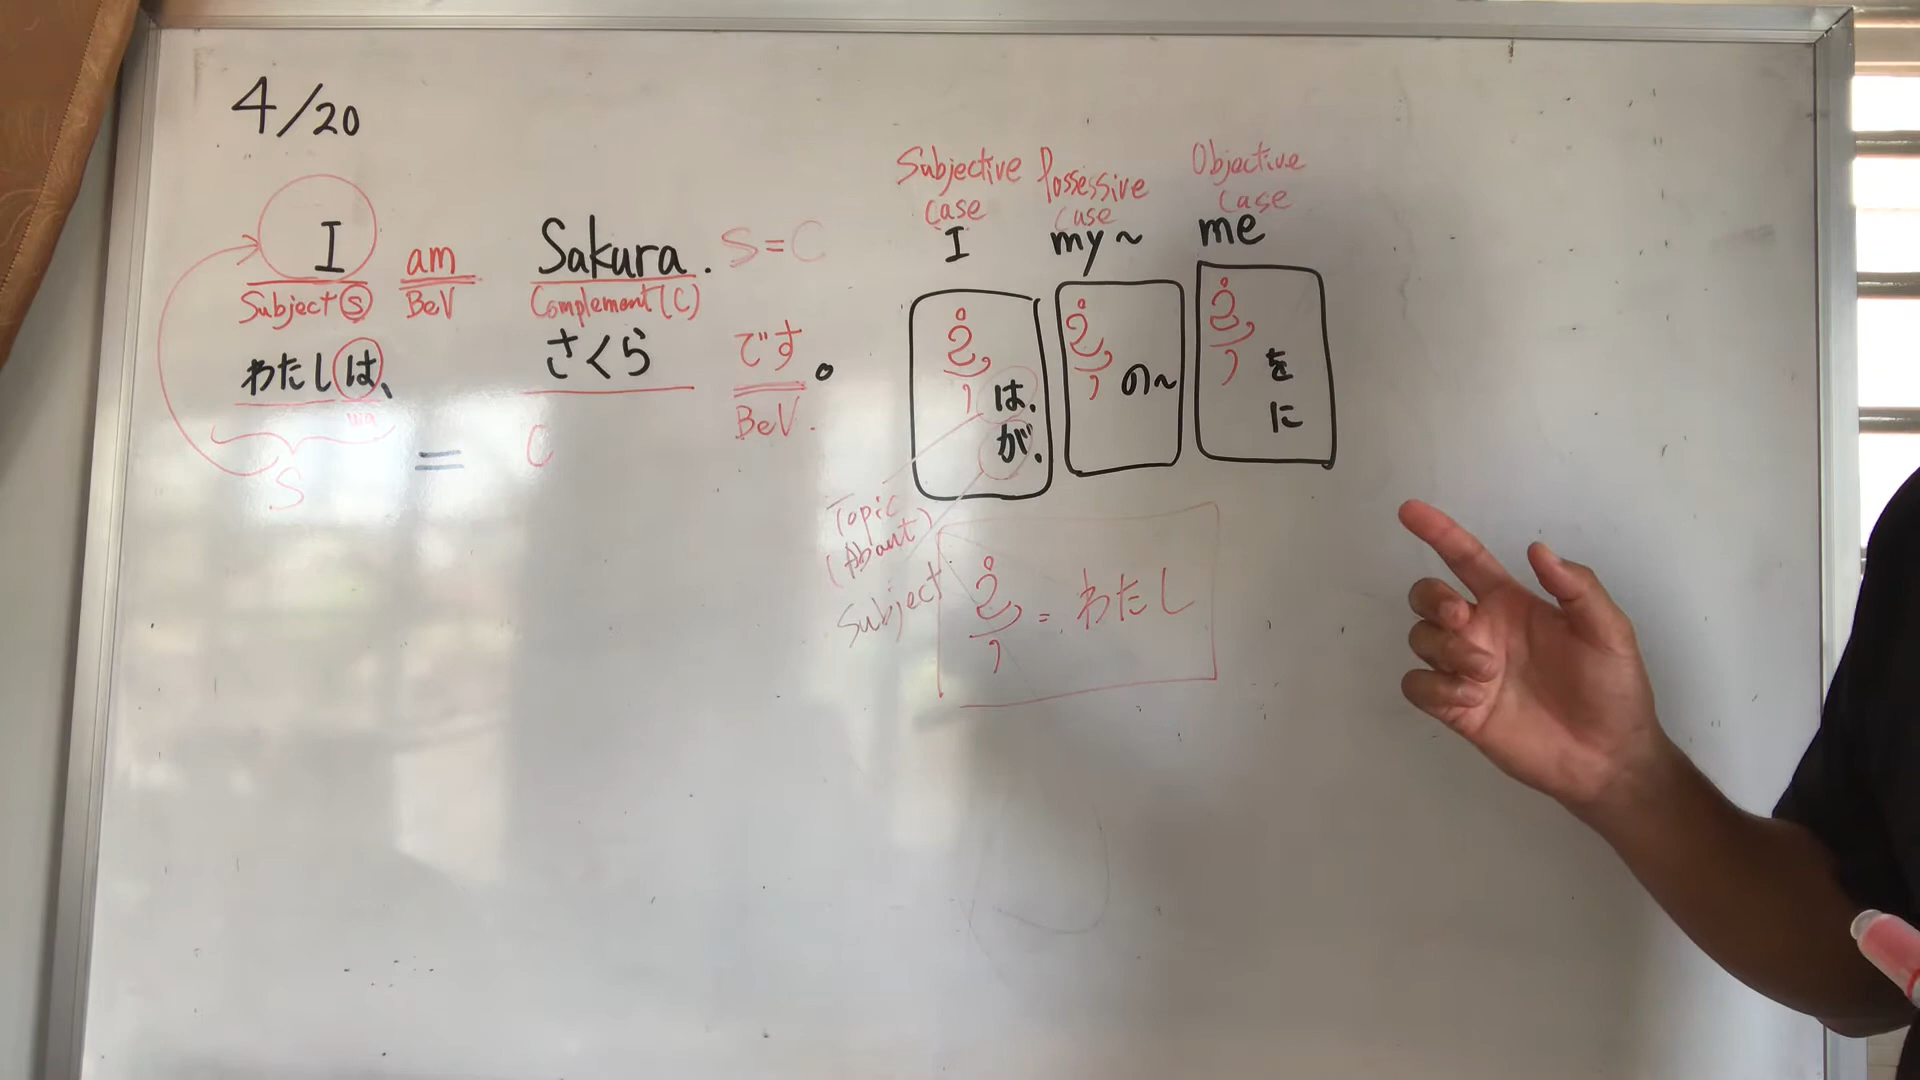 4/20
I am Sakura. S=C
Subject(S) BeV Complement(C)
わたしは、 さくら です。
wa
BeV.
S = C
Subjective Case
Possessive Case
Objective Case
I my~ me
は、
が、
の~
を
に
Topic
(About)
Subject
= わたし